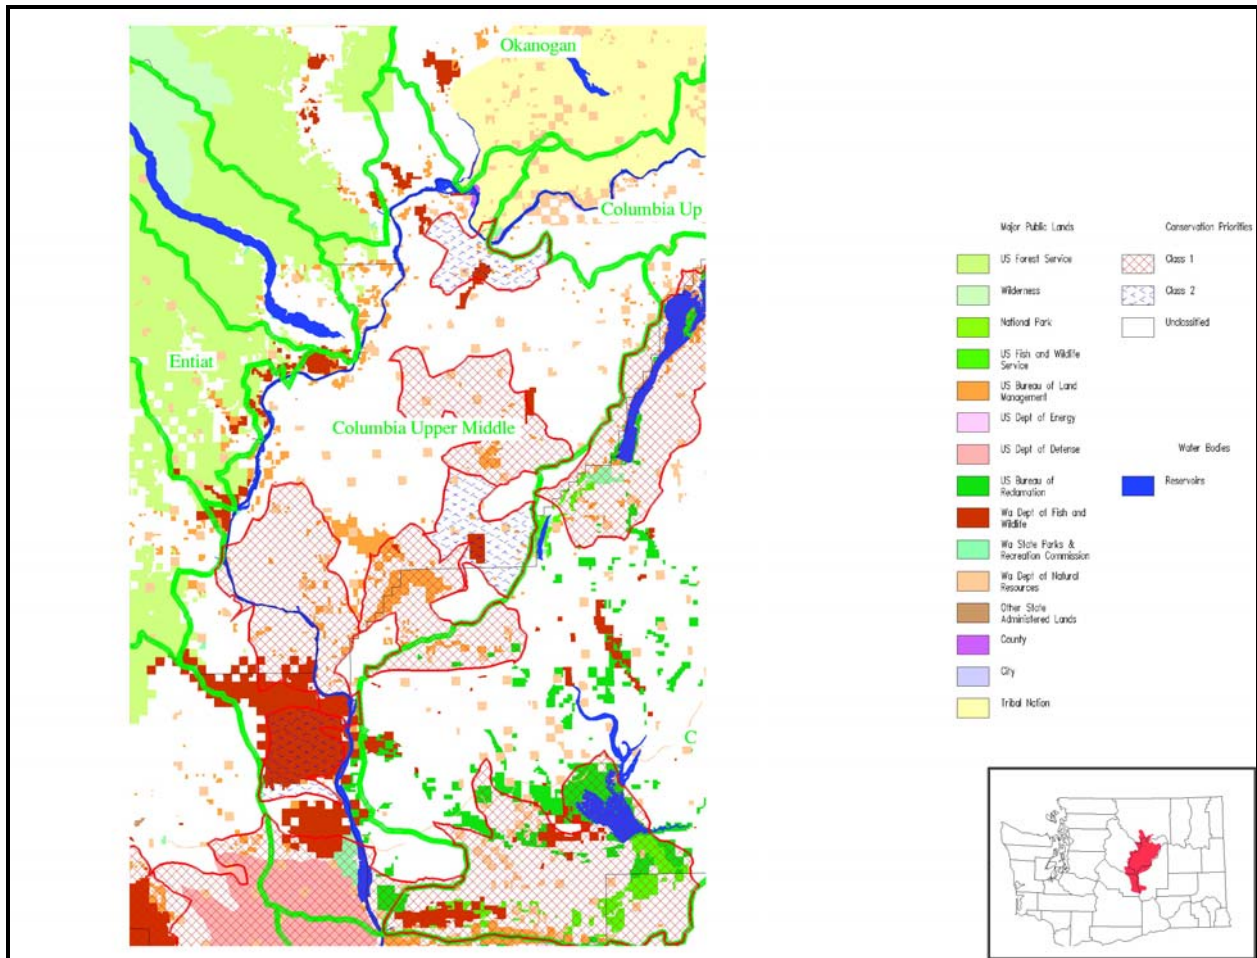 Okanogan
Columbia Up
Entiat
Columbia Upper Middle
C
Major Public Lands
US Forest Service
Wilderness
National Park
US Fish and Wildlife
Service
US Bureau of Land
Management
US Dept of Energy
US Dept of Defense
US Bureau of
Reclamation
Wa Dept of Fish and
Wildlife
Wa State Parks &
Recreation Commission
Wa Dept of Natural
Resources
Other State
Administered Lands
County
City
Tribal Nation
Conservation Priorities
Class 1
Class 2
Unclassified
Water Bodies
Reservoirs